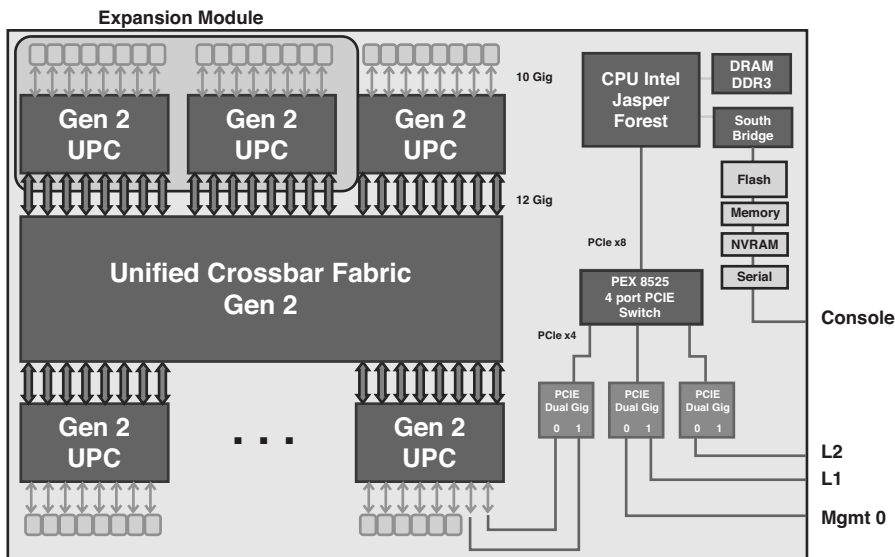 Expansion Module
10 Gig
Gen 2
UPC
Gen 2
UPC
Gen 2
UPC
12 Gig
Unified Crossbar Fabric
Gen 2
Gen 2
UPC
. . .
Gen 2
UPC
CPU Intel
Jasper
Forest
DRAM
DDR3
South
Bridge
Flash
Memory
NVRAM
Serial
PCIe x8
PEX 8525
4 port PCIE
Switch
PCIe x4
PCIE
Dual Gig
0 1
PCIE
Dual Gig
0 1
PCIE
Dual Gig
0 1
Console
L2
L1
Mgmt 0